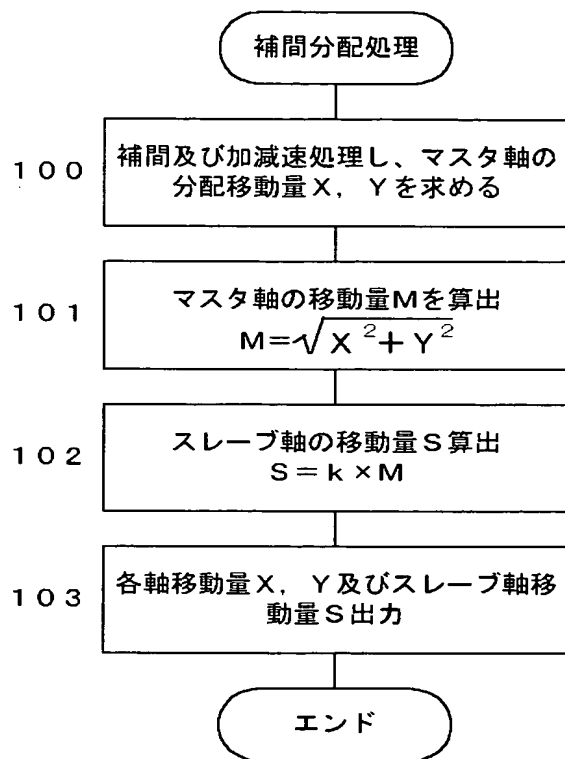 補間分配処理
100
補間及び加減速処理し、マスタ軸の
分配移動量X,Yを求める
101
マスタ軸の移動量Mを算出
M=√X²+Y²
102
スレーブ軸の移動量S算出
S=k×M
103
各軸移動量X,Y及びスレーブ軸移
動量S出力
エンド